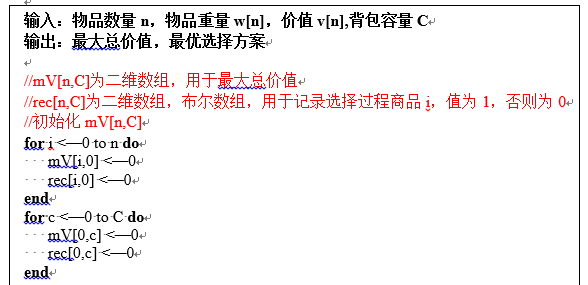 输入：物品数量 n，物品重量 w[n]，价值 v[n],背包容量 C
输出：最大总价值，最优选择方案
//mV[n,C]为二维数组，用于最大总价值
//rec[n,C]为二维数组，布尔数组，用于记录选择过程商品 i，值为 1，否则为 0
//初始化 mV[n,C]
for i <—0 to n do
mV[i,0] <—0
rec[i,0] <—0
end
for c <—0 to C do
mV[0,c] <—0
rec[0,c] <—0
end